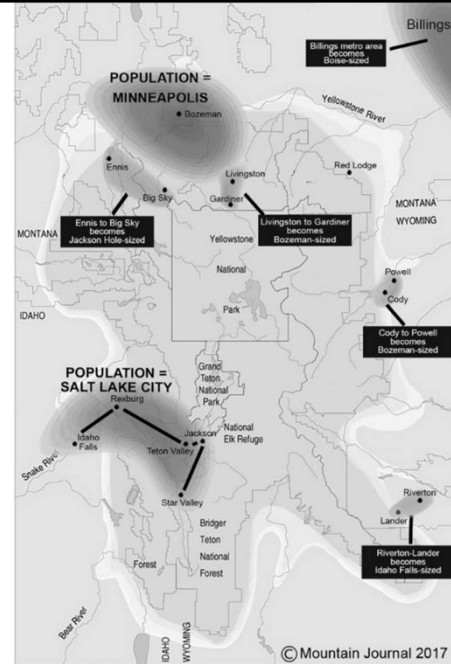 Billings
Billings metro area
becomes
Boise-sized
POPULATION =
MINNEAPOLIS
Bozeman
Yellowstone River
Ennis
Big Sky
Livingston
Gardiner
Red Lodge
Ennis to Big Sky
becomes
Jackson Hole-sized
Livingston to Gardiner
becomes
Bozeman-sized
MONTANA
WYOMING
MONTANA
IDAHO
Yellowstone
National
Park
Powell
Cody
Cody to Powell
becomes
Bozeman-sized
POPULATION =
SALT LAKE CITY
Rexburg
Grand
Teton
National
Park
Idaho
Falls
Snake River
Teton Valley
Jackson
National
Elk Refuge
Star Valley
Riverton
Lander
Bridger
Teton
National
Forest
Forest
Riverton-Lander
becomes
Idaho Falls-sized
Bear River
IDAHO
WYOMING
© Mountain Journal 2017